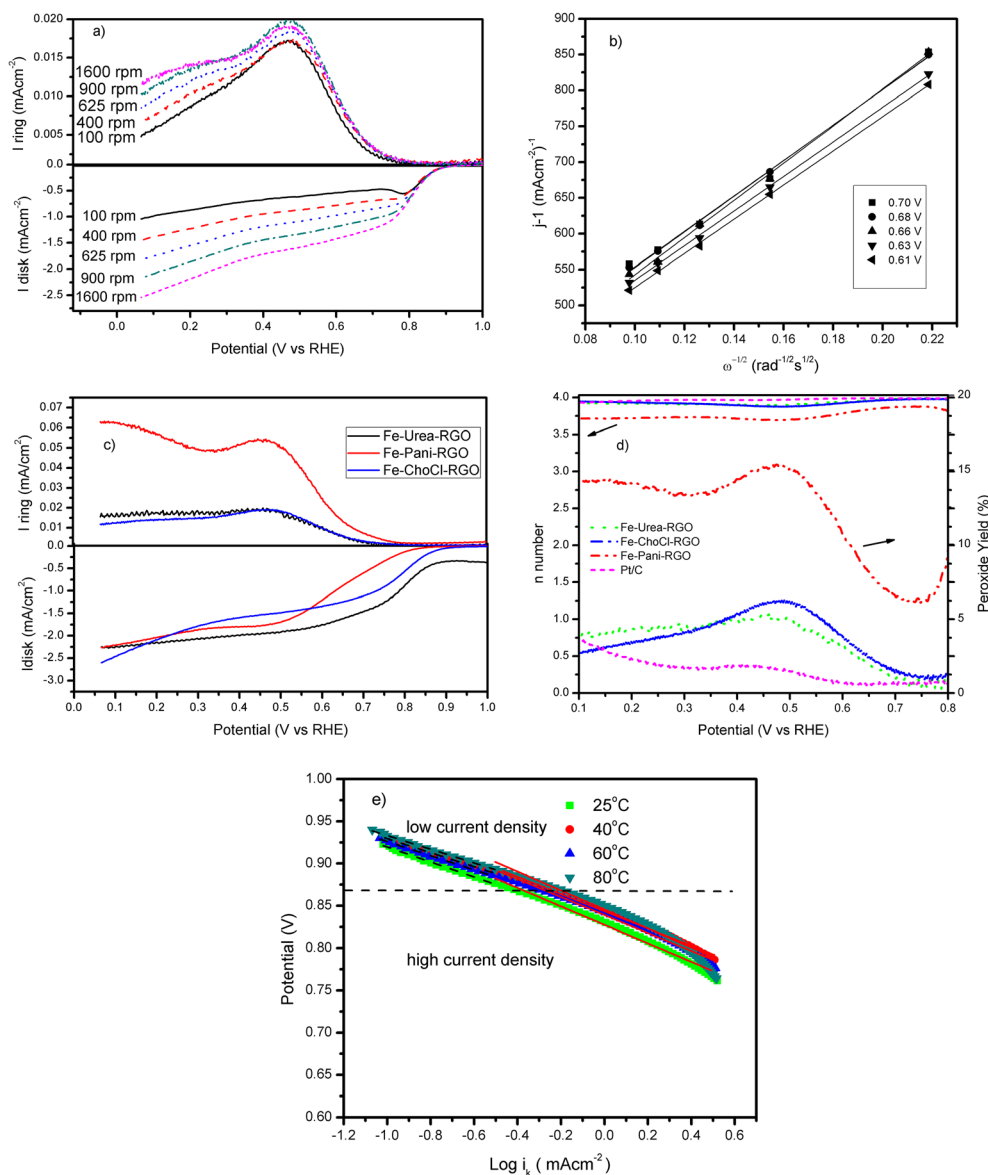 a)
I ring (mAcm-2)
0.020
0.015
0.010
0.005
0.0
1600 rpm
900 rpm
625 rpm
400 rpm
100 rpm
I disk (mAcm-2)
-0.5
-1.0
-1.5
-2.0
-2.5
100 rpm
400 rpm
625 rpm
900 rpm
1600 rpm
0.0 0.2 0.4 0.6 0.8 1.0
Potential (V vs RHE)
b)
j-1 (mAcm-2)-1
900
850
800
750
700
650
600
550
500
0.70 V
0.68 V
0.66 V
0.63 V
0.61 V
0.08 0.10 0.12 0.14 0.16 0.18 0.20 0.22
ω-1/2 (rad-1/2s1/2)
c)
I ring (mA/cm2)
0.07
0.06
0.05
0.04
0.03
0.02
0.01
0.0
Fe-Urea-RGO
Fe-Pani-RGO
Fe-ChoCl-RGO
Idisk (mA/cm2)
-0.5
-1.0
-1.5
-2.0
-2.5
-3.0
0.0 0.1 0.2 0.3 0.4 0.5 0.6 0.7 0.8 0.9 1.0
Potential (V vs RHE)
d)
n number
4.0
3.5
3.0
2.5
2.0
1.5
1.0
0.5
0.0
Fe-Urea-RGO
Fe-ChoCl-RGO
Fe-Pani-RGO
Pt/C
20
15
10
5
0
Peroxide Yield (%)
0.1 0.2 0.3 0.4 0.5 0.6 0.7 0.8
Potential (V vs RHE)
e)
Potential (V)
1.00
0.95
0.90
0.85
0.80
0.75
0.70
0.65
0.60
25°C
40°C
60°C
80°C
low current density
high current density
-1.2 -1.0 -0.8 -0.6 -0.4 -0.2 0.0 0.2 0.4 0.6
Log ik ( mAcm-2)